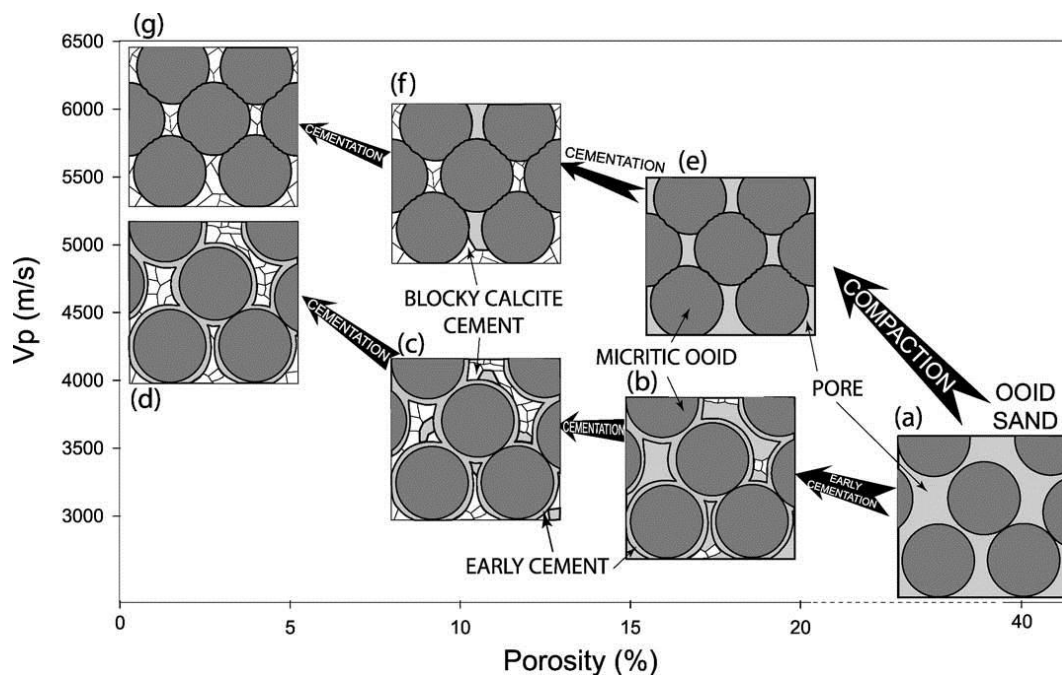 (g)
6500
(f)
6000
CEMENTATION
CEMENTATION
(e)
5500
5000
BLOCKY CALCITE
CEMENT
COMPACTION
Vp (m/s)
4500
CEMENTATION
(c)
MICRITIC OOID
PORE
OOID
SAND
4000
(d)
(b)
(a)
3500
CEMENTATION
EARLY
CEMENTATION
3000
EARLY CEMENT
0
5
10
15
20
40
Porosity (%)